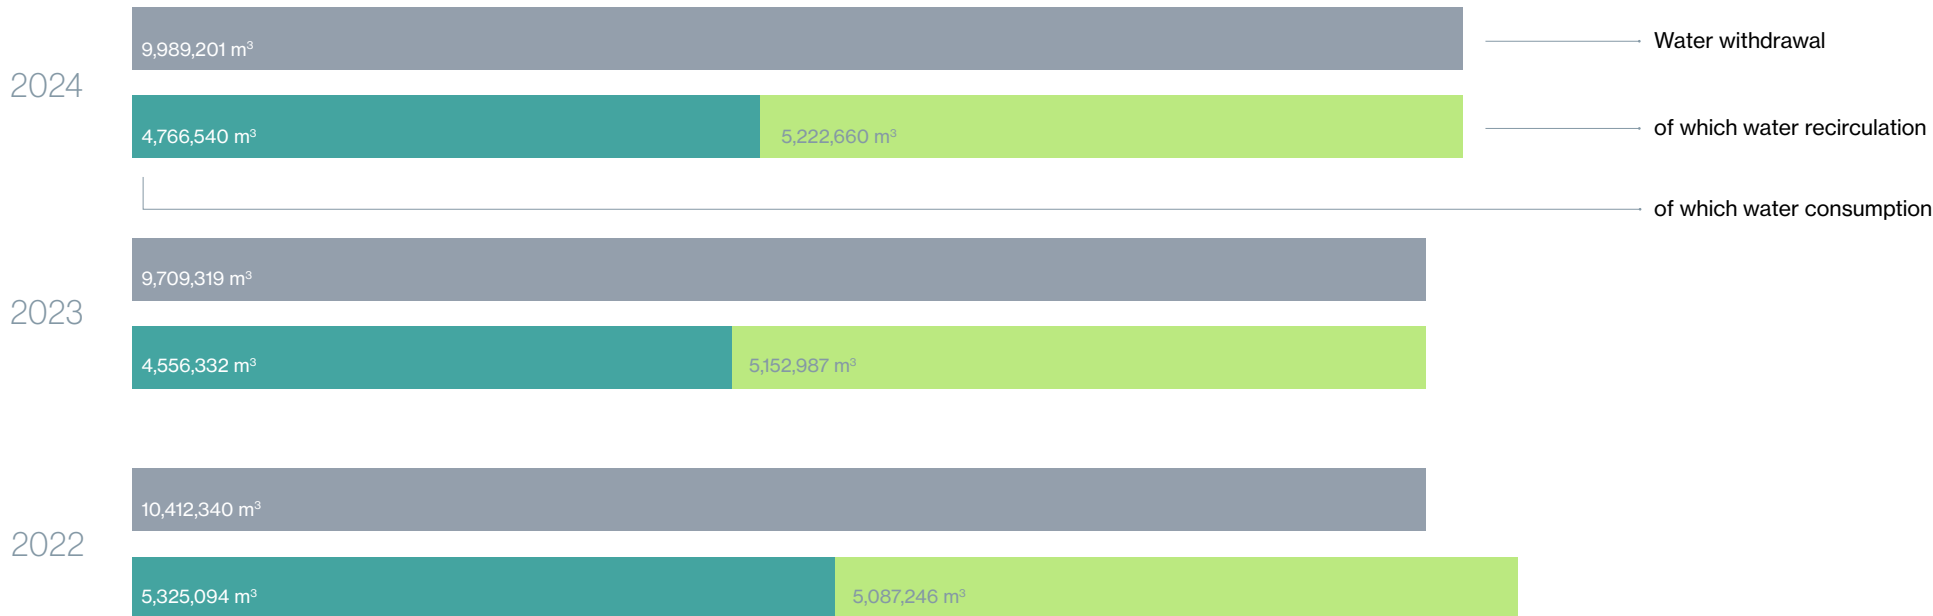 9,989,201 m³
Water withdrawal
2024
4,766,540 m³
5,222,660 m³
of which water recirculation
of which water consumption
9,709,319 m³
2023
4,556,332 m³
5,152,987 m³
10,412,340 m³
2022
5,325,094 m³
5,087,246 m³